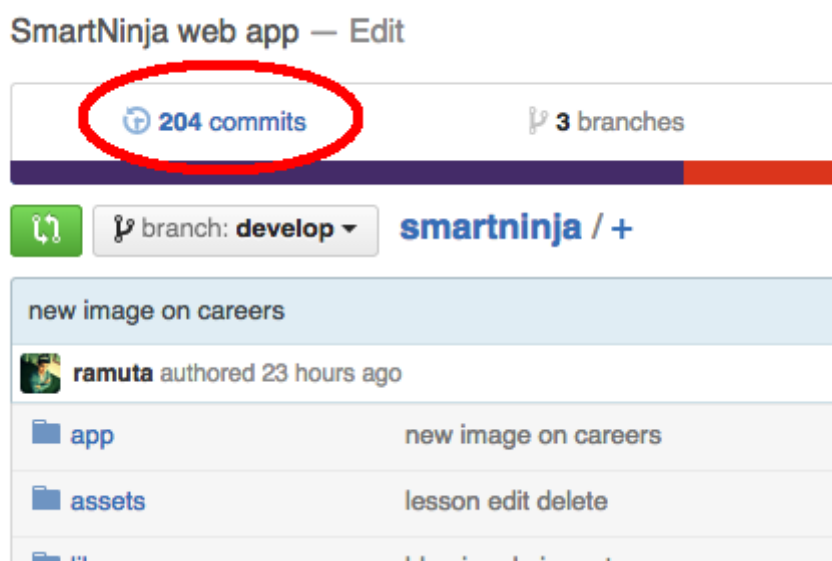 SmartNinja web app — Edit
204 commits 3 branches
branch: develop smartninja / +
new image on careers
ramuta authored 23 hours ago
app new image on careers
assets lesson edit delete